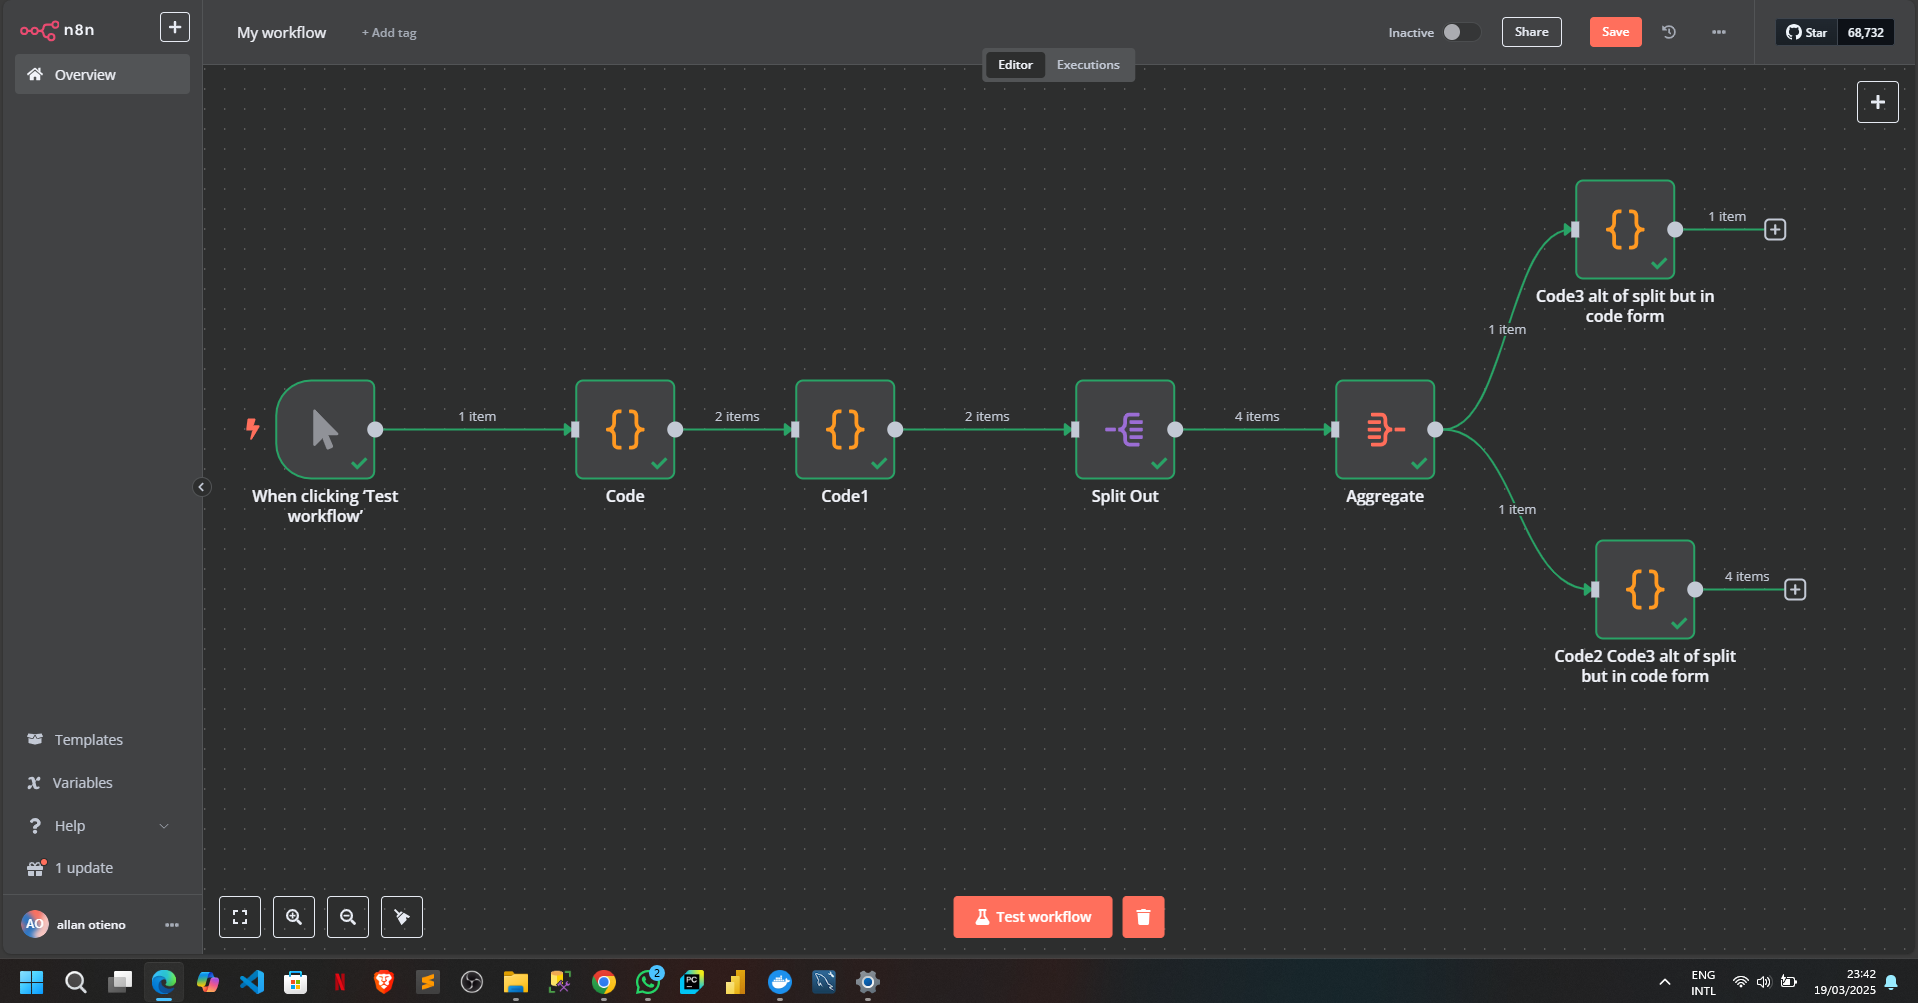 n8n
+
My workflow
+ Add tag
Inactive
Share
Save
Star
68,732
Overview
Editor
Executions
+
1 item
Code3 alt of split but in
code form
1 item
1 item
2 items
2 items
4 items
When clicking ‘Test
workflow’
Code
Code1
Split Out
Aggregate
1 item
4 items
Code2 Code3 alt of split
but in code form
Templates
Variables
Help
1 update
AO
allan otieno
Test workflow
2
PC
N
ENG
INTL
23:42
19/03/2025